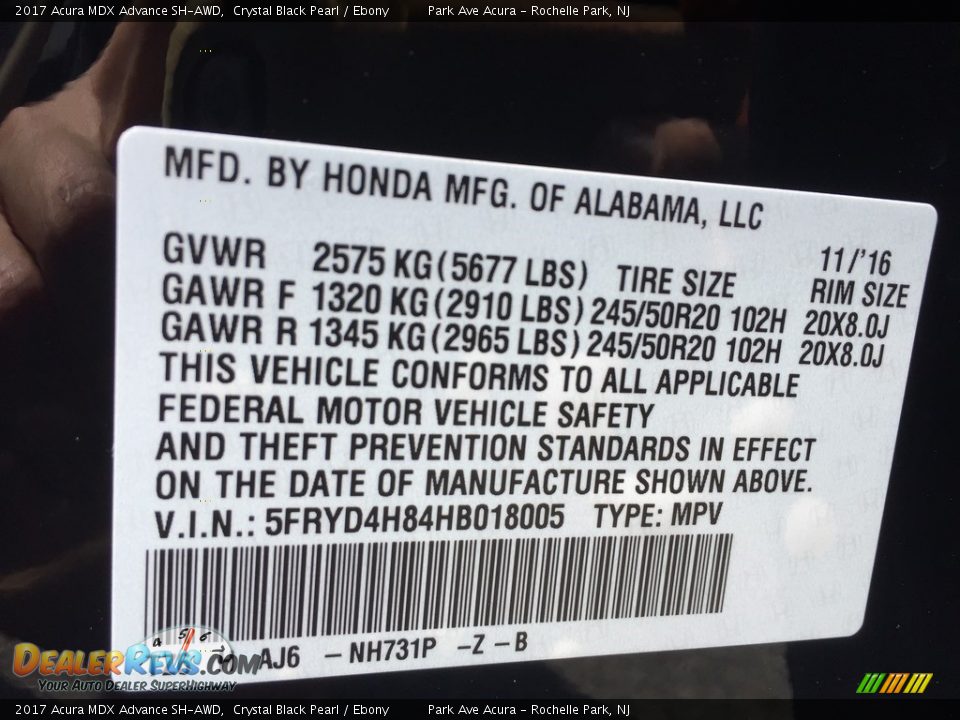 2017 Acura MDX Advance SH-AWD, Crystal Black Pearl / Ebony Park Ave Acura - Rochelle Park, NJ
MFD. BY HONDA MFG. OF ALABAMA, LLC
11/'16
GVWR 2575 KG(5677 LBS) TIRE SIZE RIM SIZE
GAWR F 1320 KG(2910 LBS) 245/50R20 102H 20X8.0J
GAWR R 1345 KG(2965 LBS) 245/50R20 102H 20X8.0J
THIS VEHICLE CONFORMS TO ALL APPLICABLE
FEDERAL MOTOR VEHICLE SAFETY
AND THEFT PREVENTION STANDARDS IN EFFECT
ON THE DATE OF MANUFACTURE SHOWN ABOVE.
V.I.N.: 5FRYD4H84HB018005 TYPE: MPV
AJ6 – NH731P –Z –B
DEALERREVS.COM
YOUR AUTO DEALER SUPERHIGHWAY
2017 Acura MDX Advance SH-AWD, Crystal Black Pearl / Ebony Park Ave Acura - Rochelle Park, NJ